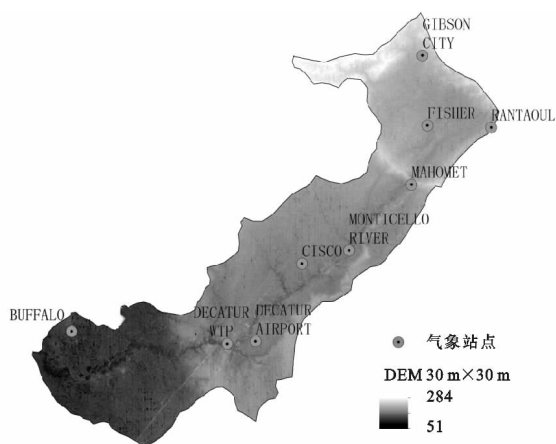 GIBSON
CITY
FISHER
RANTAOUL
MAHOMET
MONTICELLO
RIVER
CISCO
BUFFALO
DECATUR
WTP
DECATUR
AIRPORT
气象站点
DEM 30 m×30 m
284
51